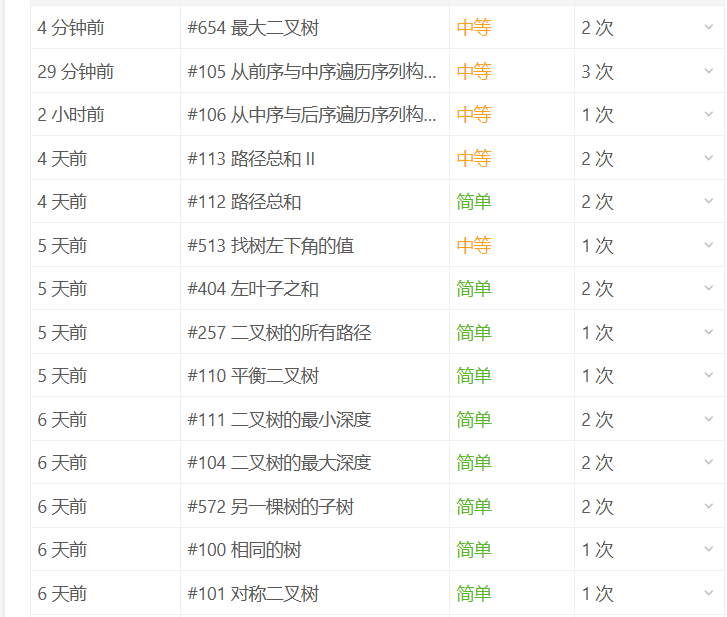 4 分钟前 #654 最大二叉树 中等 2 次
29 分钟前 #105 从前序与中序遍历序列构... 中等 3 次
2 小时前 #106 从中序与后序遍历序列构... 中等 1 次
4 天前 #113 路径总和 II 中等 2 次
4 天前 #112 路径总和 简单 2 次
5 天前 #513 找树左下角的值 中等 1 次
5 天前 #404 左叶子之和 简单 2 次
5 天前 #257 二叉树的所有路径 简单 1 次
5 天前 #110 平衡二叉树 简单 1 次
6 天前 #111 二叉树的最小深度 简单 2 次
6 天前 #104 二叉树的最大深度 简单 2 次
6 天前 #572 另一棵树的子树 简单 2 次
6 天前 #100 相同的树 简单 1 次
6 天前 #101 对称二叉树 简单 1 次